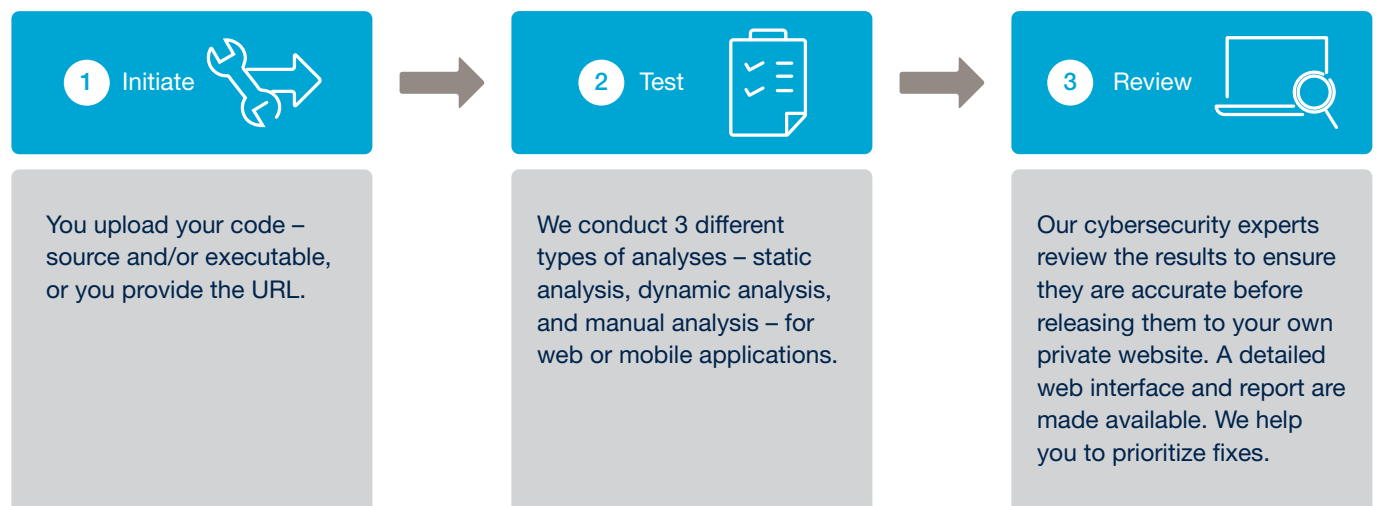 1 Initiate
2 Test
3 Review
You upload your code –
source and/or executable,
or you provide the URL.
We conduct 3 different
types of analyses – static
analysis, dynamic analysis,
and manual analysis – for
web or mobile applications.
Our cybersecurity experts
review the results to ensure
they are accurate before
releasing them to your own
private website. A detailed
web interface and report are
made available. We help
you to prioritize fixes.